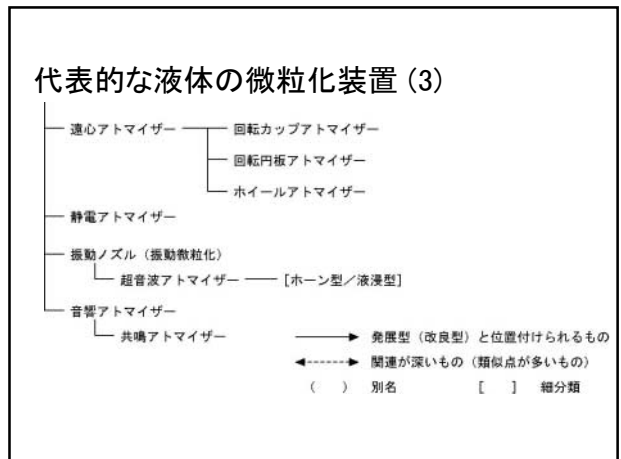 代表的な液体の微粒化装置 (3)
遠心アトマイザー 回転カップアトマイザー
回転円板アトマイザー
ホイールアトマイザー
静電アトマイザー
振動ノズル（振動微粒化）
超音波アトマイザー [ホーン型／液浸型]
音響アトマイザー
共鳴アトマイザー 発展型（改良型）と位置付けられるもの
関連が深いもの（類似点が多いもの）
（　）　別名　［　］　細分類